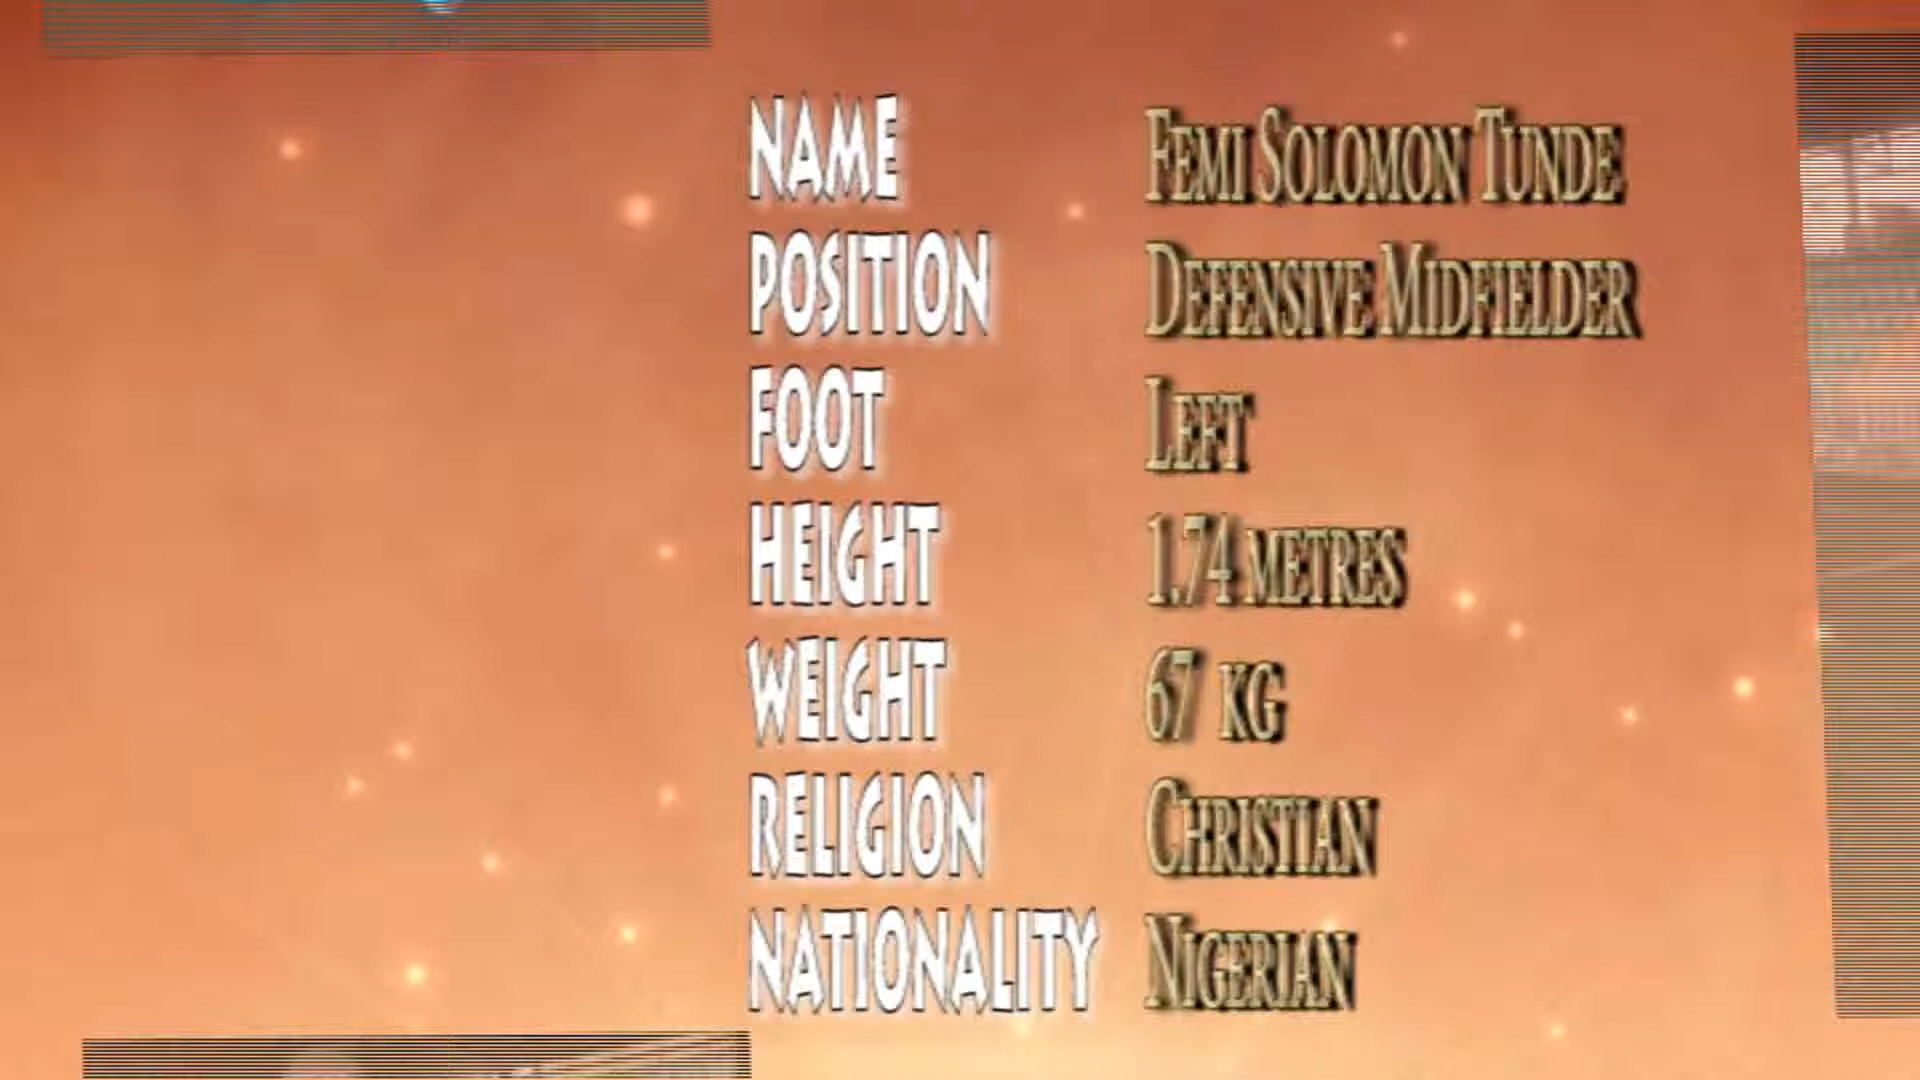 NAME FEMI SOLOMON TUNDE
POSITION DEFENSIVE MIDFIELDER
FOOT LEFT
HEIGHT 1.74 METRES
WEIGHT 67 KG
RELIGION CHRISTIAN
NATIONALITY NIGERIAN